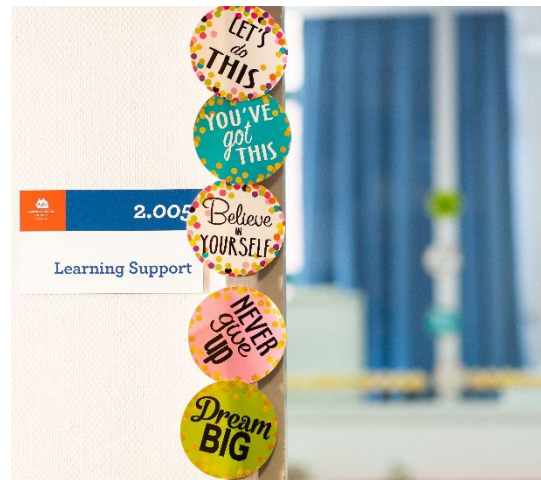 LET'S
do
THIS
YOU'VE
got
THIS
2.005
Believe
IN
YOURSELF
Learning Support
NEVER
give
UP
Dream
BIG